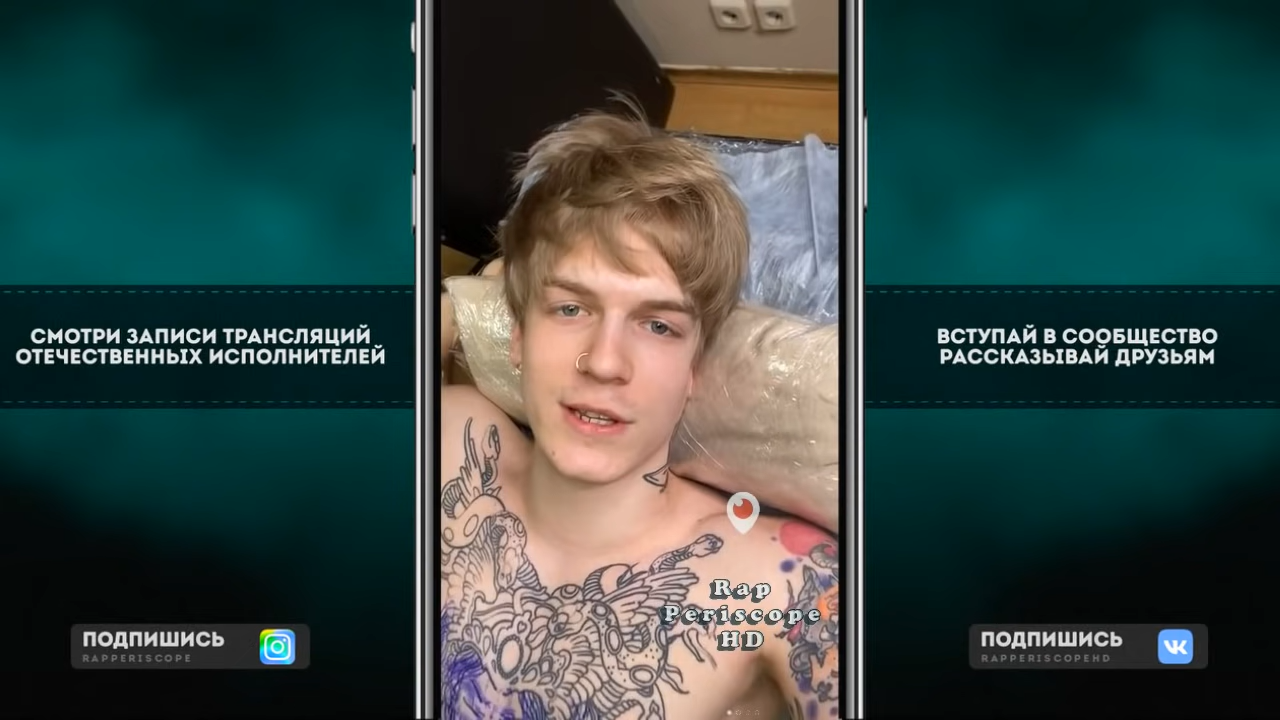 СМОТРИ ЗАПИСИ ТРАНСЛЯЦИЙ
ОТЕЧЕСТВЕННЫХ ИСПОЛНИТЕЛЕЙ
ВСТУПАЙ В СООБЩЕСТВО
РАССКАЗЫВАЙ ДРУЗЬЯМ
Rap
Periscope
HD
ПОДПИШИСЬ
RAPPERISCOPE
ПОДПИШИСЬ
RAPPERISCOPEHD